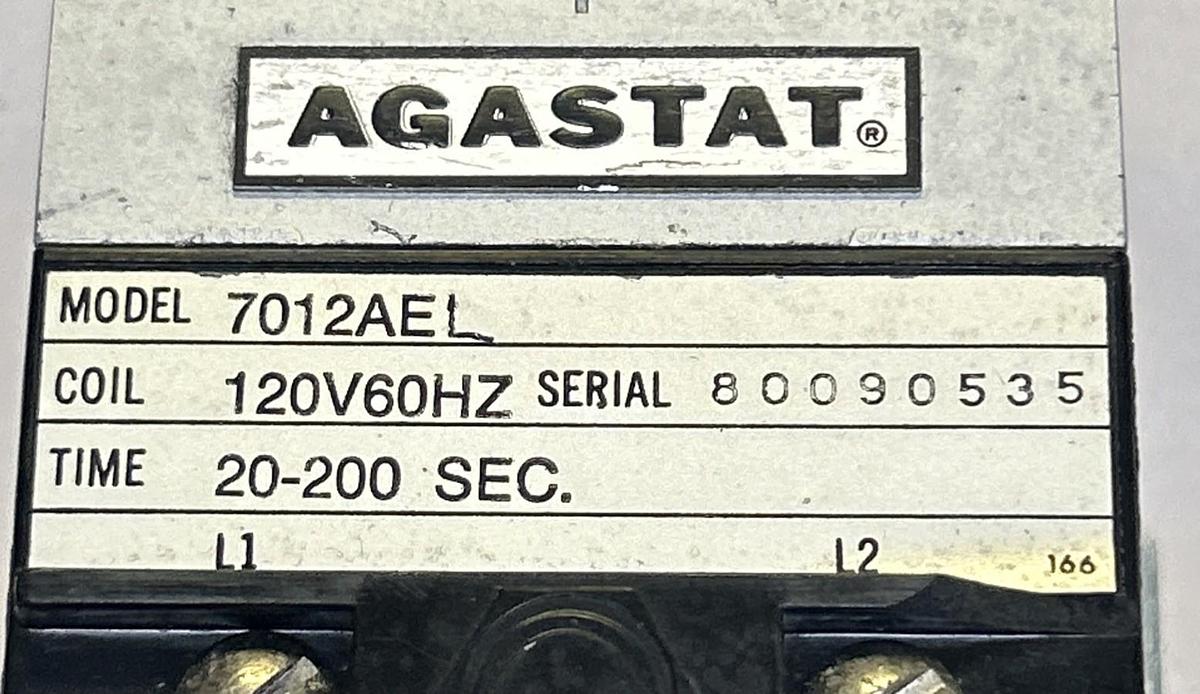 AGASTAT®
MODEL 7012AEL
COIL 120V60HZ SERIAL 80090535
TIME 20-200 SEC.
L1 L2 166